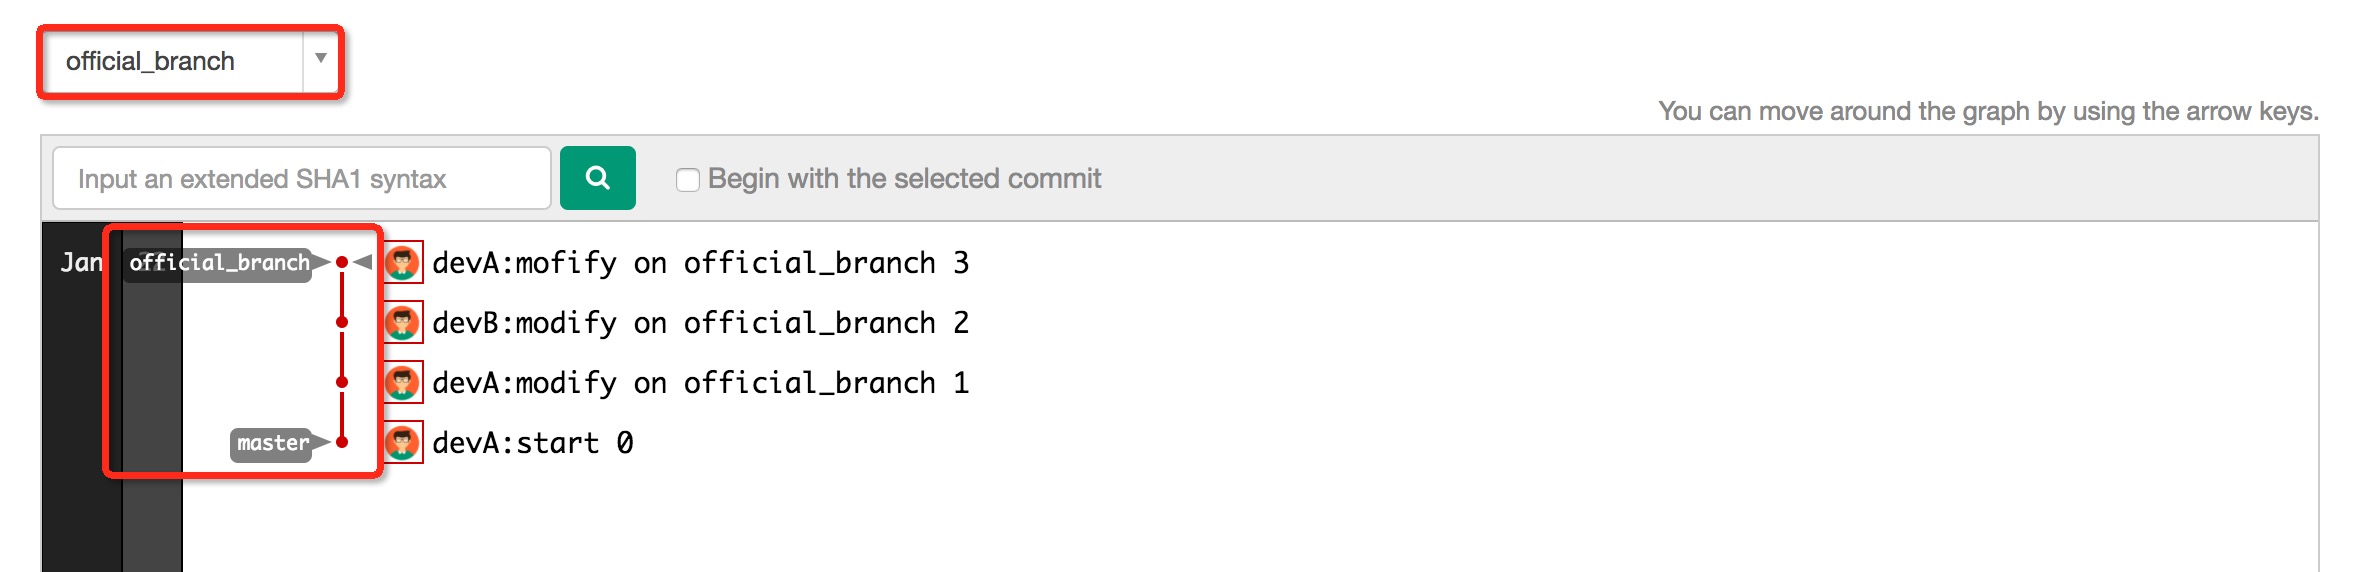 official_branch
You can move around the graph by using the arrow keys.
Input an extended SHA1 syntax
Begin with the selected commit
Jan official_branch devA:mofify on official_branch 3
devB:modify on official_branch 2
devA:modify on official_branch 1
master devA:start 0